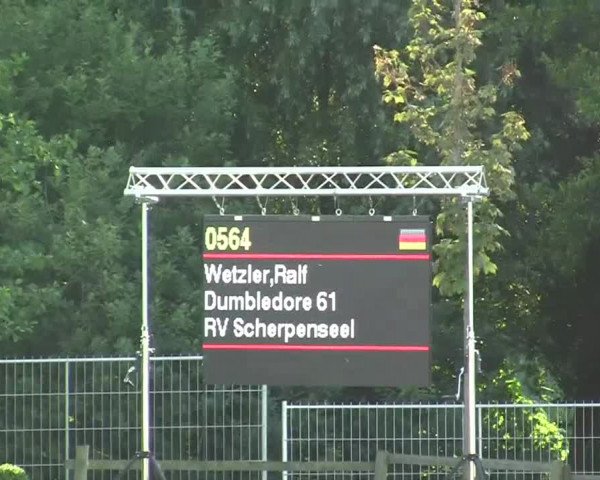 0564
Wetzler,Ralf
Dumbledore 61
RV Scherpenseel